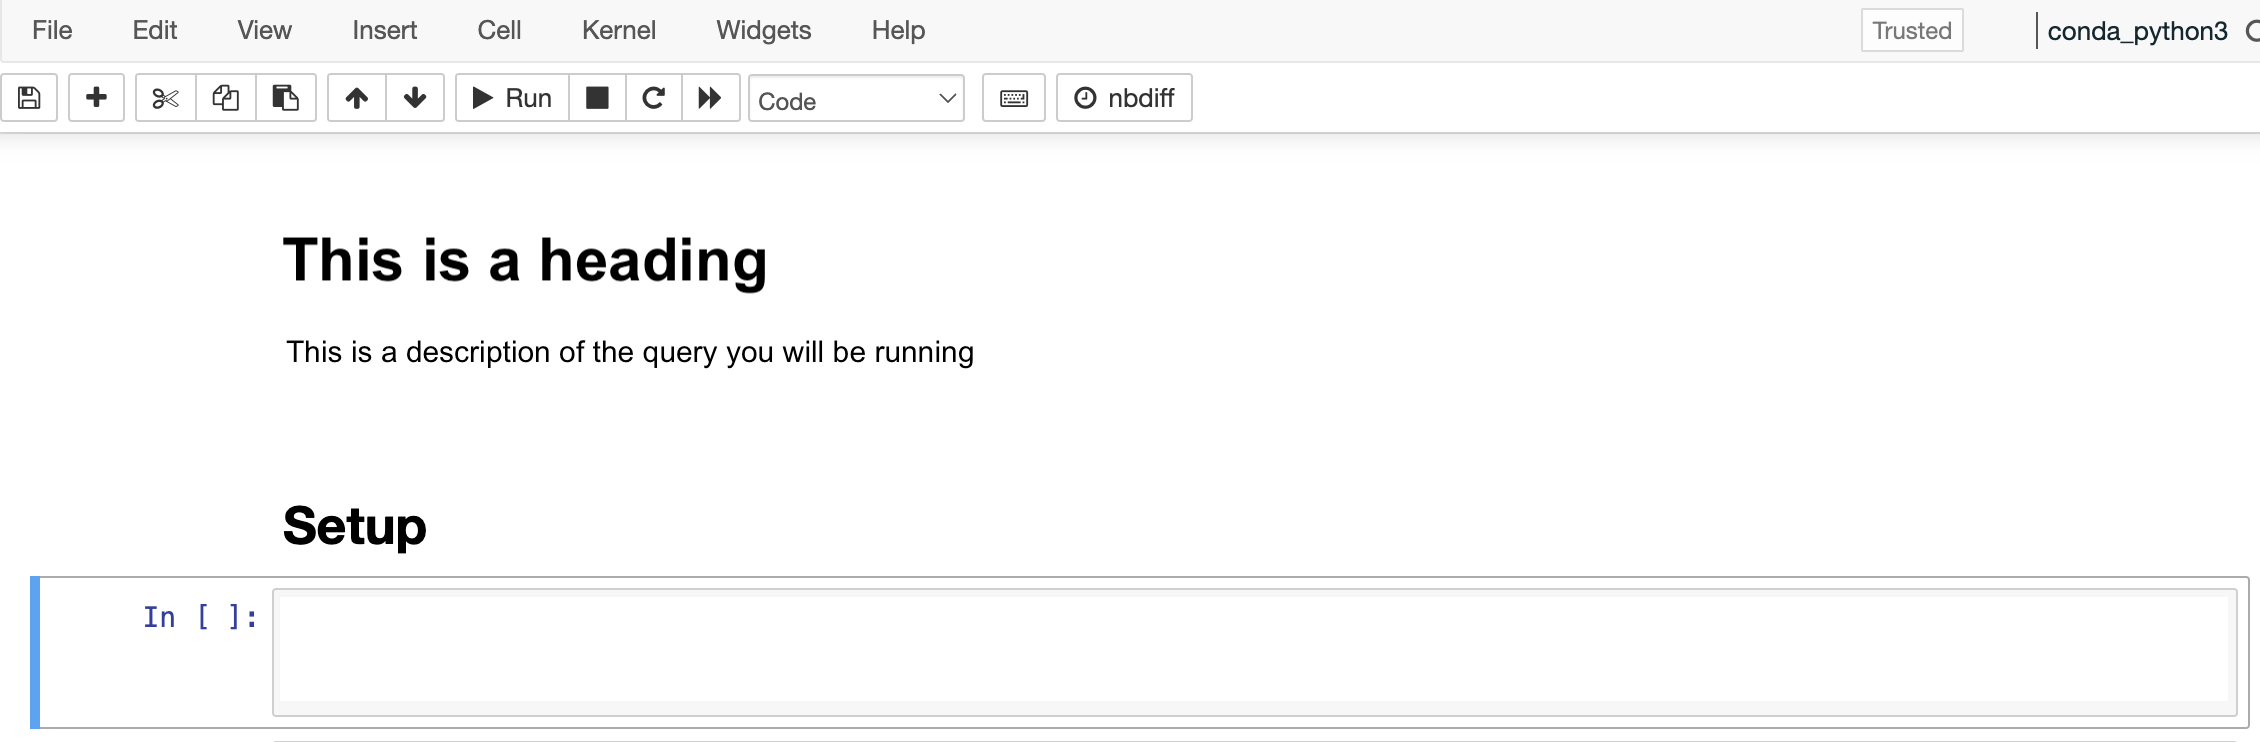 File Edit View Insert Cell Kernel Widgets Help Trusted conda_python3
Run Code nbdiff
This is a heading
This is a description of the query you will be running
Setup
In [ ]: